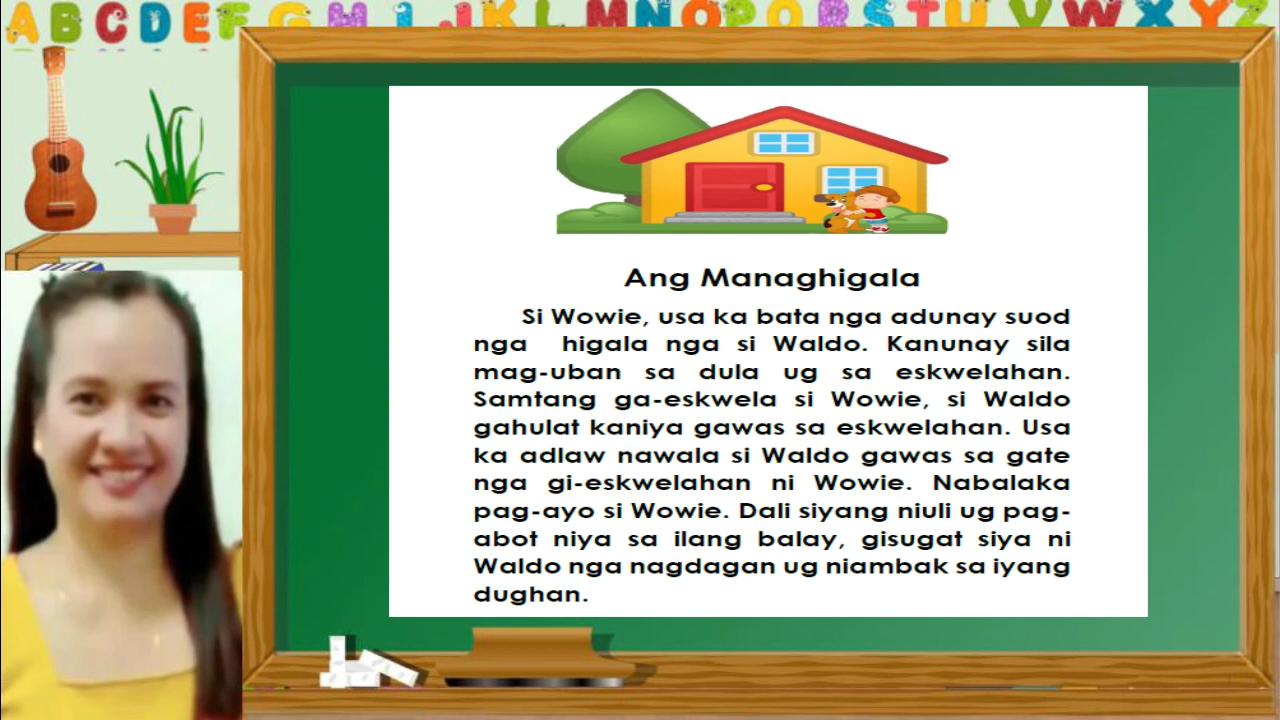 A B C D E F G H I J K L M N O P Q R S T U V W X Y Z
Ang Managhigala
Si Wowie, usa ka bata nga adunay suod
nga higala nga si Waldo. Kanunay sila
mag-uban sa dula ug sa eskwelahan.
Samtang ga-eskwela si Wowie, si Waldo
gahulat kaniya gawas sa eskwelahan. Usa
ka adlaw nawala si Waldo gawas sa gate
nga gi-eskwelahan ni Wowie. Nabalaka
pag-ayo si Wowie. Dali siyang niuli ug pag-
abot niya sa ilang balay, gisugat siya ni
Waldo nga nagdagan ug niambak sa iyang
dughan.